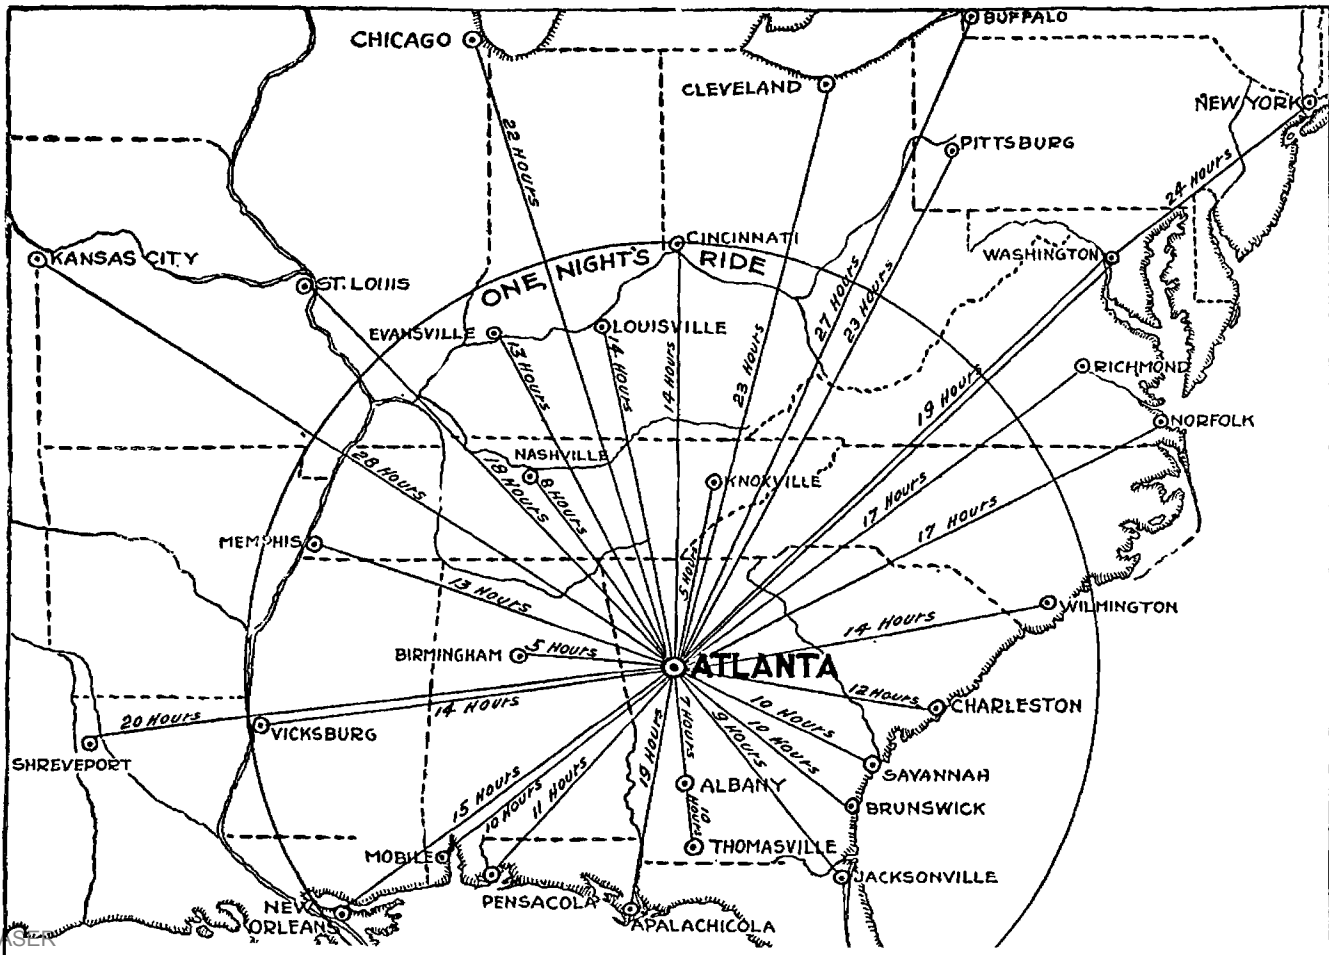 BUFFALO
CHICAGO
CLEVELAND
NEW YORK
22 HOURS
PITTSBURG
24 HOURS
CINCINNATI
KANSAS CITY
ONE NIGHT'S RIDE
WASHINGTON
ST. LOUIS
EVANSVILLE
LOUISVILLE
27 HOURS
23 HOURS
13 HOURS
14 HOURS
14 HOURS
23 HOURS
RICHMOND
19 HOURS
NORFOLK
28 HOURS
18 HOURS
NASHVILLE
8 HOURS
KNOXVILLE
17 HOURS
17 HOURS
MEMPHIS
13 HOURS
5 HOURS
WILMINGTON
14 HOURS
BIRMINGHAM
5 HOURS
ATLANTA
12 HOURS
CHARLESTON
20 HOURS
14 HOURS
VICKSBURG
SHREVEPORT
19 HOURS
7 HOURS
9 HOURS
10 HOURS
10 HOURS
SAVANNAH
15 HOURS
10 HOURS
11 HOURS
ALBANY
10 HOURS
BRUNSWICK
MOBILE
THOMASVILLE
JACKSONVILLE
NEW
ORLEANS
PENSACOLA
APALACHICOLA
ASER